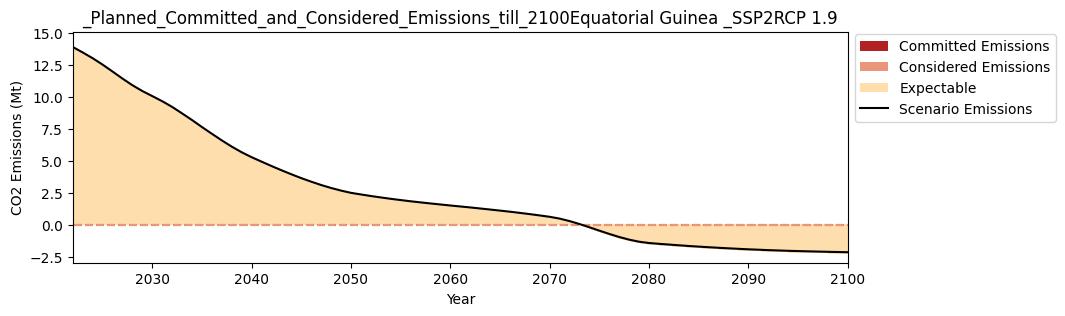 _Planned_Committed_and_Considered_Emissions_till_2100Equatorial Guinea _SSP2RCP 1.9
15.0
12.5
10.0
7.5
5.0
2.5
0.0
−2.5
CO2 Emissions (Mt)
2030 2040 2050 2060 2070 2080 2090 2100
Year
Committed Emissions
Considered Emissions
Expectable
Scenario Emissions